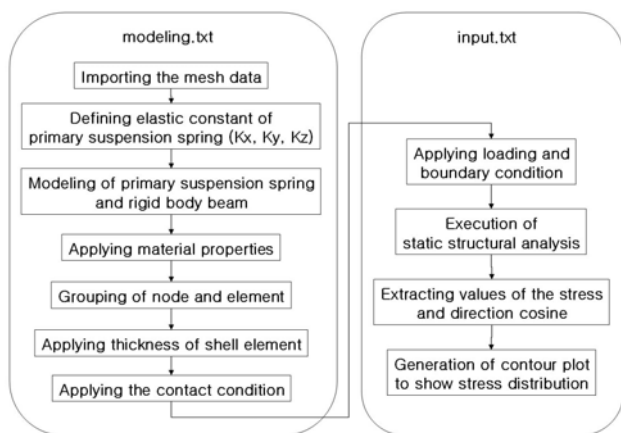 modeling.txt
Importing the mesh data
Defining elastic constant of
primary suspension spring (Kx, Ky, Kz)
Modeling of primary suspension spring
and rigid body beam
Applying material properties
Grouping of node and element
Applying thickness of shell element
Applying the contact condition
input.txt
Applying loading and
boundary condition
Execution of
static structural analysis
Extracting values of the stress
and direction cosine
Generation of contour plot
to show stress distribution